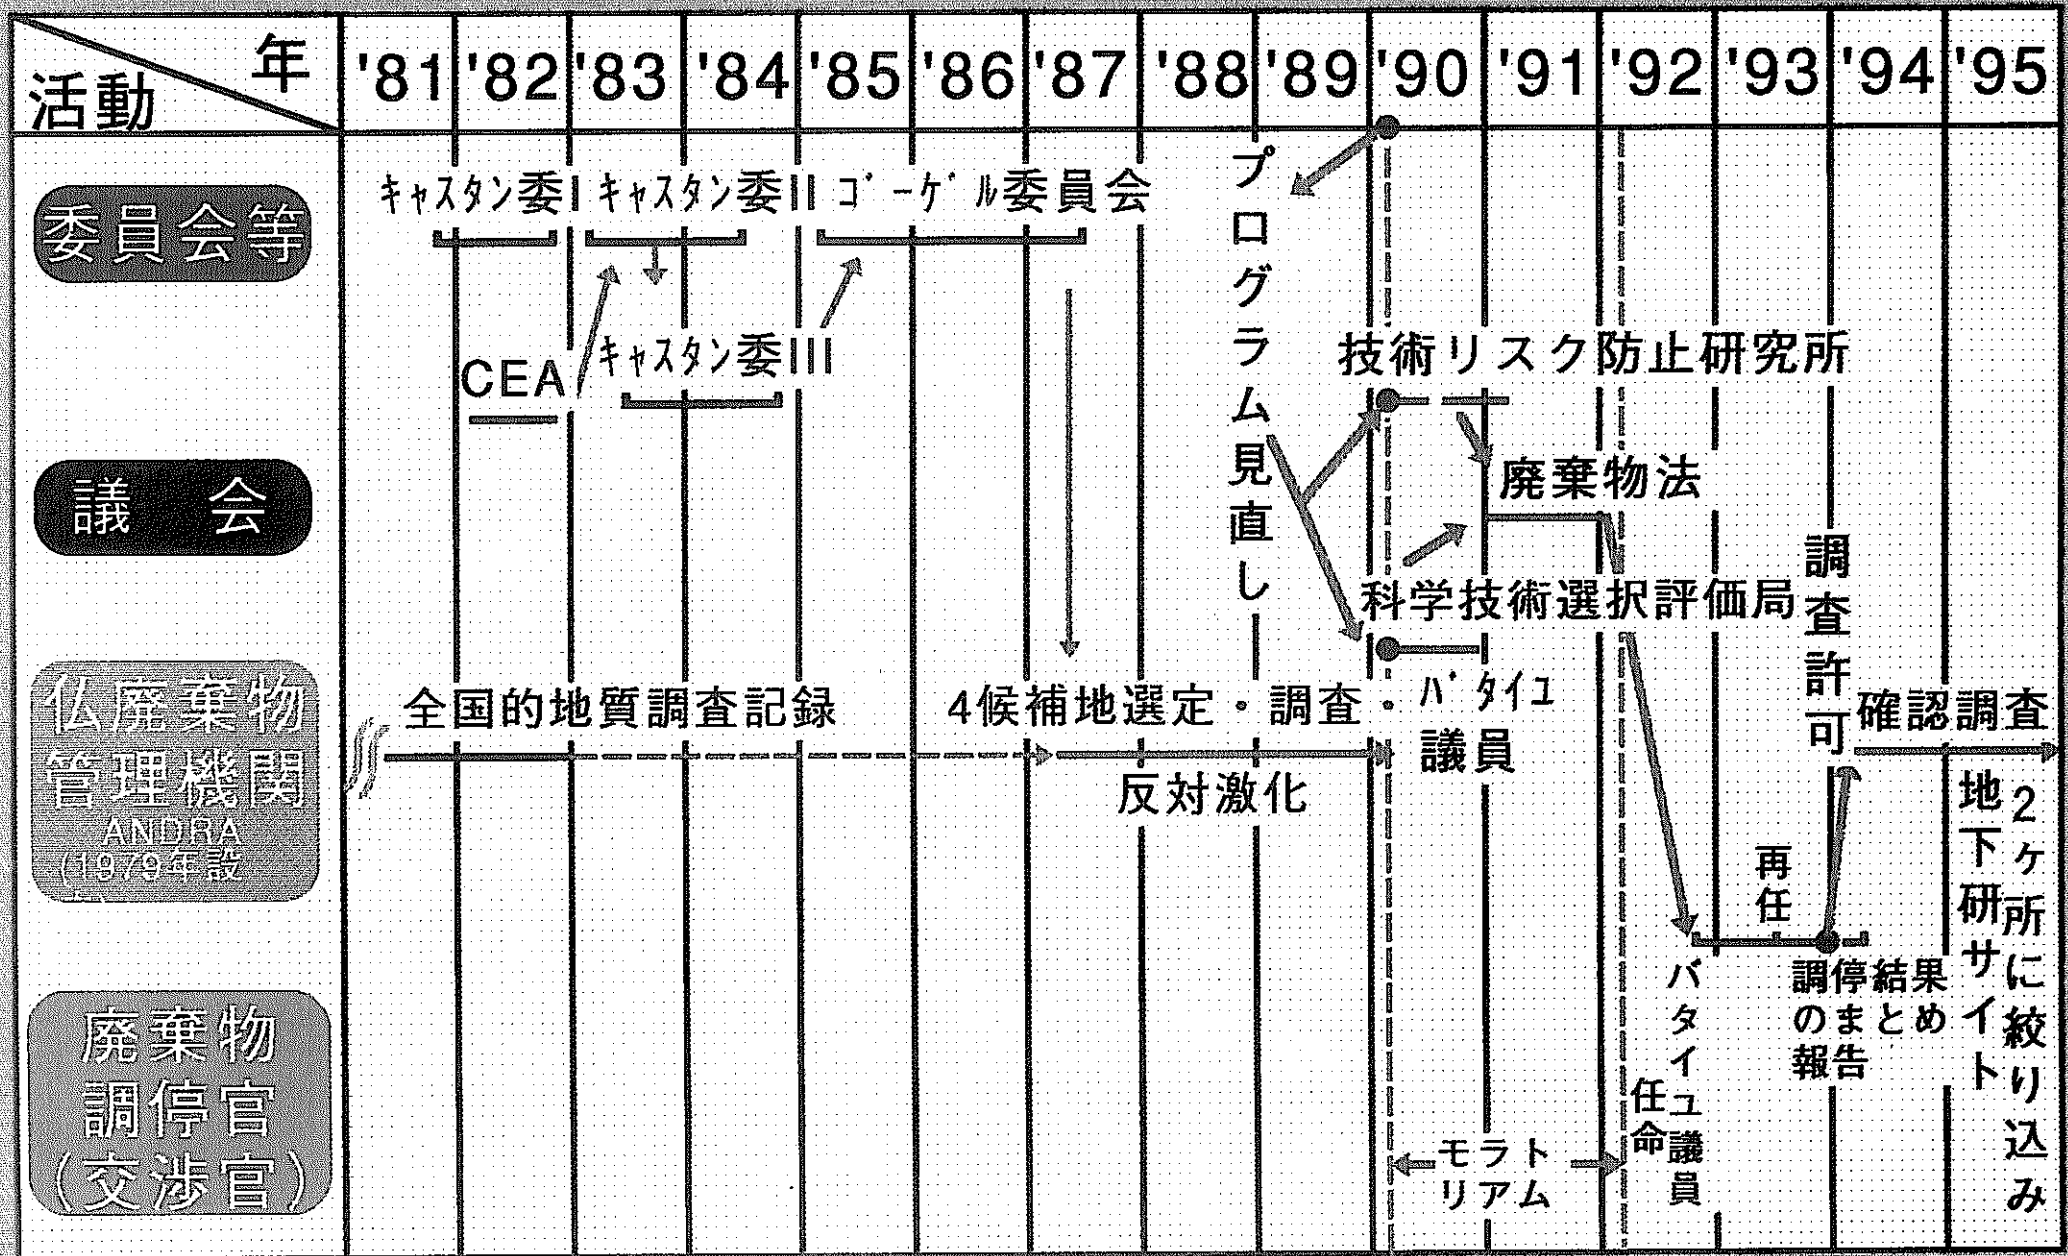 年
活動
'81 '82 '83 '84 '85 '86 '87 '88 '89 '90 '91 '92 '93 '94 '95
委員会等
キャスタン委I キャスタン委II ゴーゲル委員会
CEA
キャスタン委III
プログラム見直し
技術リスク防止研究所
議 会
廃棄物法
科学技術選択評価局
バタイユ
議員
調査許可
仏廃棄物
管理機関
ANDRA
(1979年設
全国的地質調査記録
4候補地選定・調査・
反対激化
確認調査
地下研サイト
2ヶ所に絞り込み
廃棄物
調停官
(交渉官)
再任
調停結果
のまとめ
報告
バタイユ議員
任命
モラト
リアム